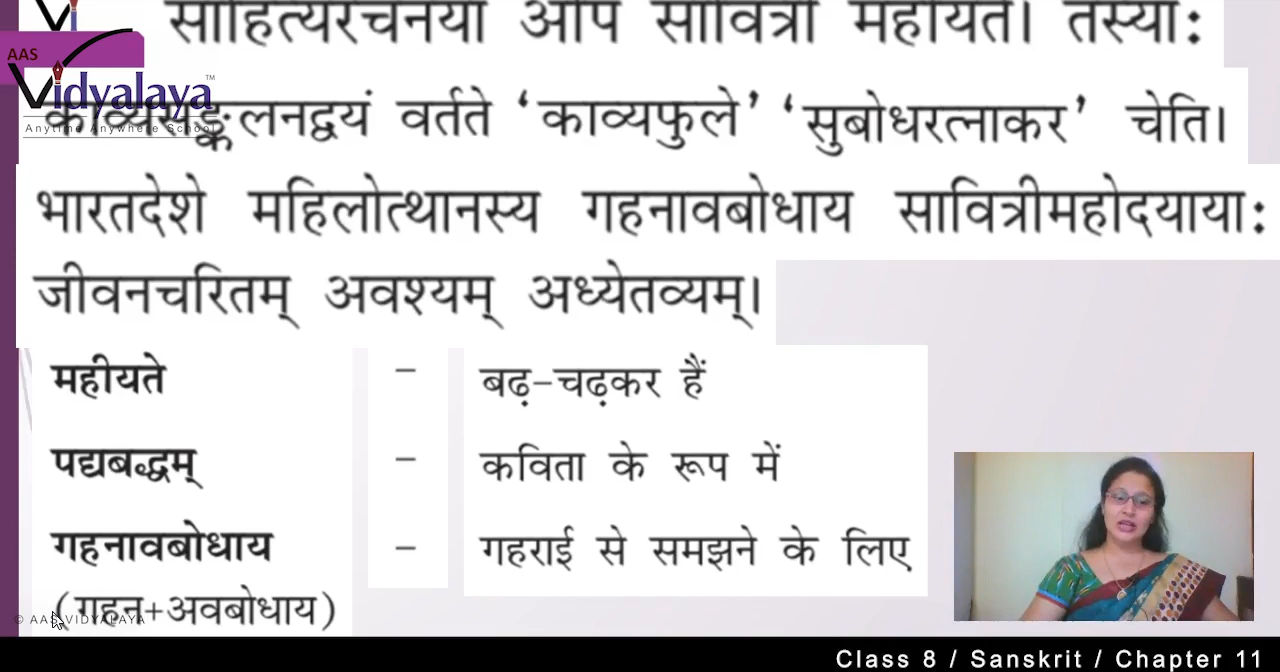 साहित्यरचनया अपि सावित्री महीयते। तस्याः
AAS
Vidyalaya™
Anytime Anywhere School
काव्यसङ्कलनद्वयं वर्तते ‘काव्यफुले’ ‘सुबोधरत्नाकर’ चेति।
भारतदेशे महिलोत्थानस्य गहनावबोधाय सावित्रीमहोदयायाः
जीवनचरितम् अवश्यम् अध्येतव्यम्।
महीयते – बढ़-चढ़कर हैं
पद्यबद्धम् – कविता के रूप में
गहनावबोधाय – गहराई से समझने के लिए
(गहन+अवबोधाय)
© AAS VIDYALAYA
Class 8 / Sanskrit / Chapter 11